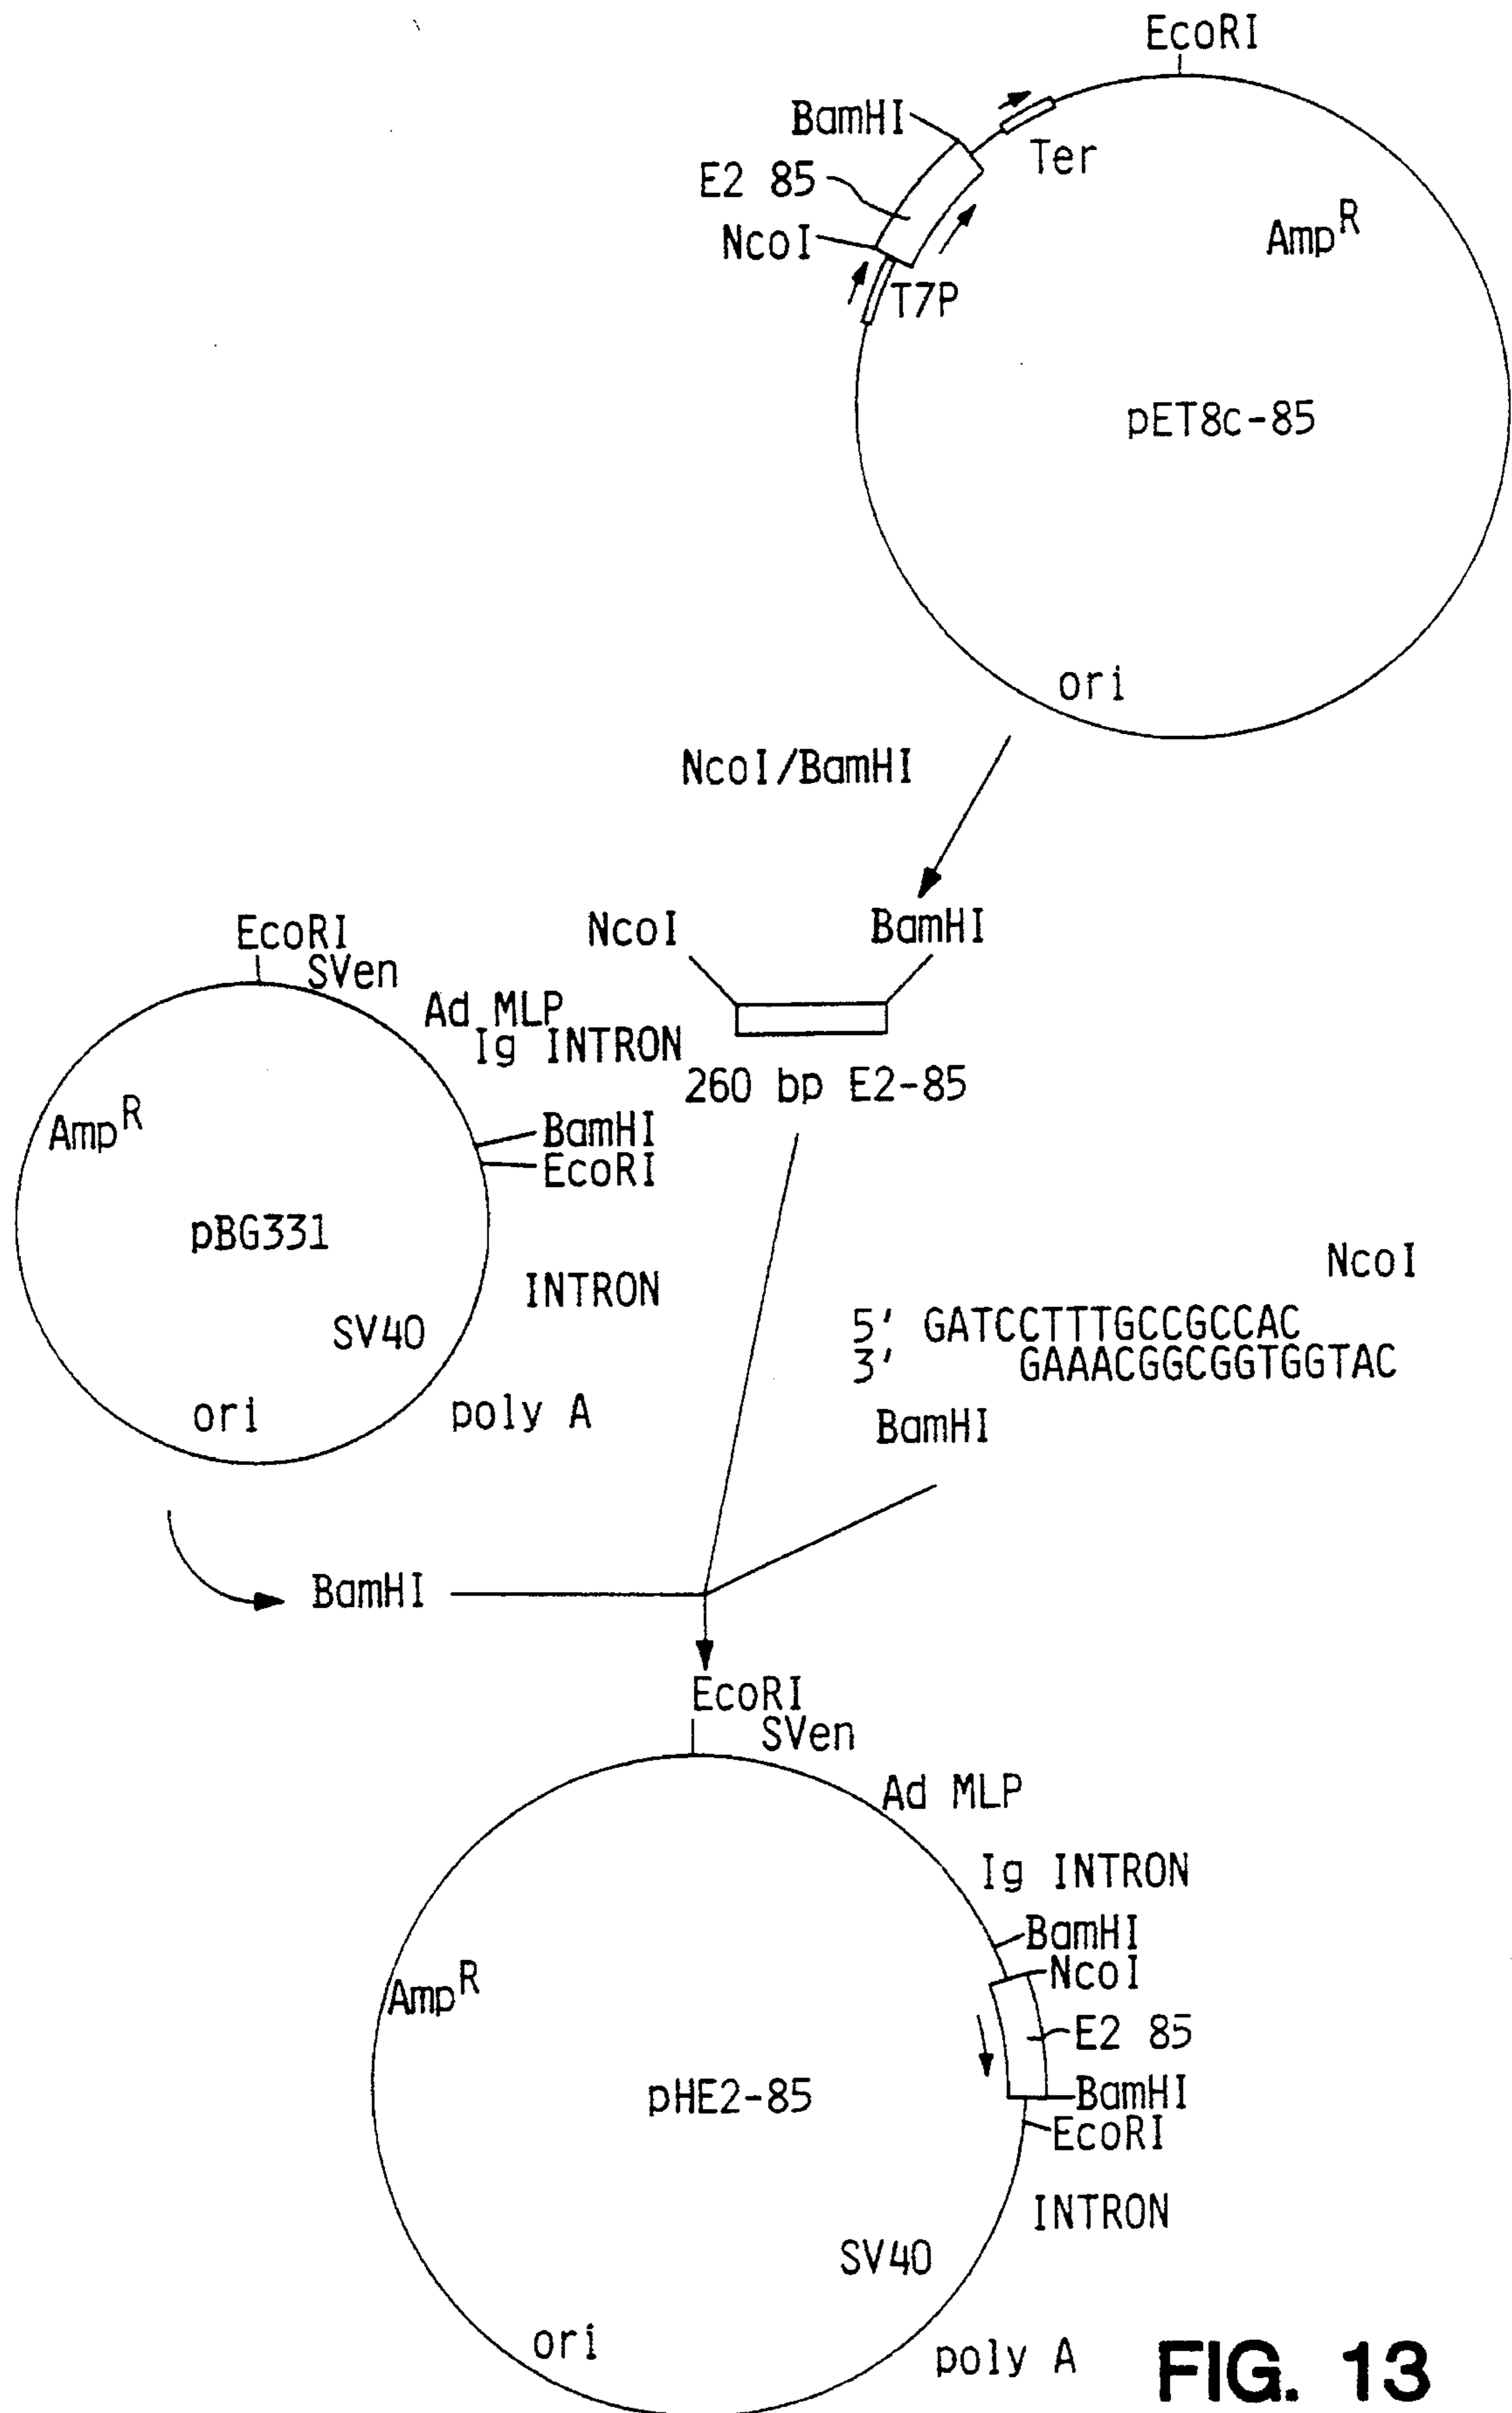 EcoRI
BamHI
Ter
E2 85
Amp^R
NcoI
T7P
pET8c-85
ori
NcoI/BamHI
NcoI
BamHI
EcoRI
SVen
Ad MLP
Ig INTRON
260 bp E2-85
Amp^R
BamHI
EcoRI
pBG331
NcoI
INTRON
5' GATCCTTTGCCGCCAC
SV40
3' GAAACGGCGGTGGTAC
ori
poly A
BamHI
BamHI
EcoRI
SVen
Ad MLP
Ig INTRON
BamHI
NcoI
Amp^R
E2 85
pHE2-85
BamHI
EcoRI
INTRON
SV40
ori
poly A
FIG. 13